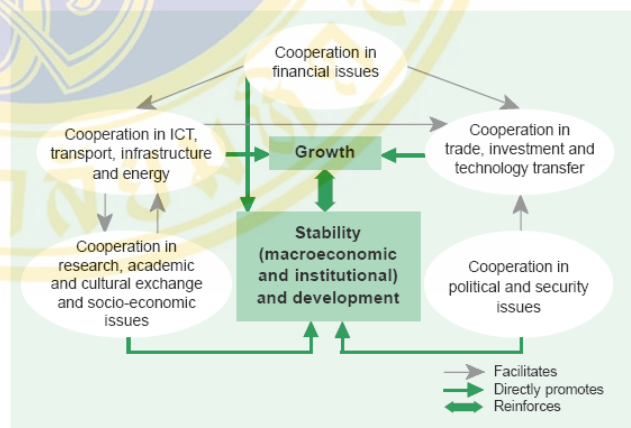 Cooperation in
financial issues
Cooperation in ICT,
transport, infrastructure
and energy
Growth
Cooperation in
trade, investment and
technology transfer
Stability
(macroeconomic
and institutional)
and development
Cooperation in
research, academic
and cultural exchange
and socio-economic
issues
Cooperation in
political and security
issues
Facilitates
Directly promotes
Reinforces